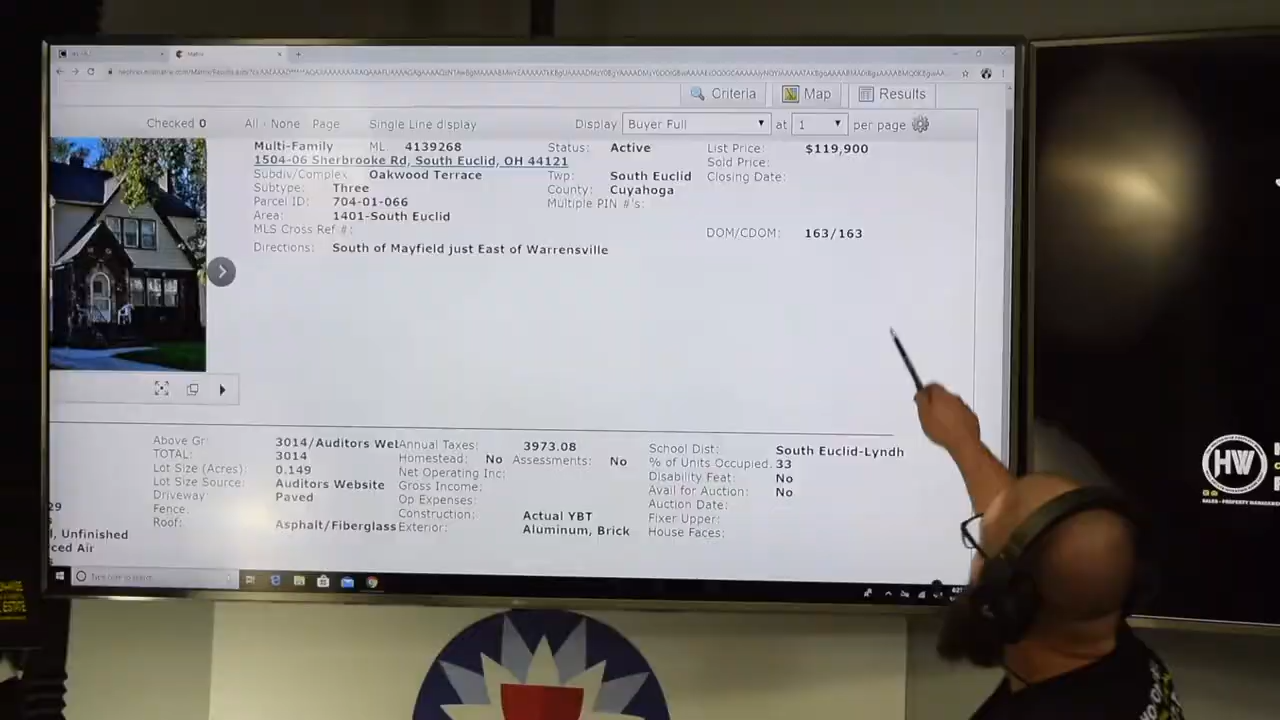 Matrix
Criteria
Map
Results
Checked 0
All - None Page Single Line display
Display Buyer Full at 1 per page
Multi-Family ML 4139268 Status: Active List Price: $119,900
1504-06 Sherbrooke Rd, South Euclid, OH 44121 Sold Price:
Subdiv/Complex Oakwood Terrace Twp: South Euclid Closing Date:
Subtype: Three County: Cuyahoga
Parcel ID: 704-01-066 Multiple PIN #'s:
Area: 1401-South Euclid
MLS Cross Ref #: DOM/CDOM: 163/163
Directions: South of Mayfield just East of Warrensville
Above Gr: 3014/Auditors Wel Annual Taxes: 3973.08 School Dist: South Euclid-Lyndh
TOTAL: 3014 Homestead: No Assessments: No % of Units Occupied: 33
Lot Size (Acres): 0.149 Net Operating Inc: Disability Feat: No
Lot Size Source: Auditors Website Gross Income: Avail for Auction: No
Driveway: Paved Op Expenses: Auction Date:
29 Fence: Construction: Actual YBT Fixer Upper:
Roof: Asphalt/Fiberglass Exterior: Aluminum, Brick House Faces:
l, Unfinished
ced Air
HW